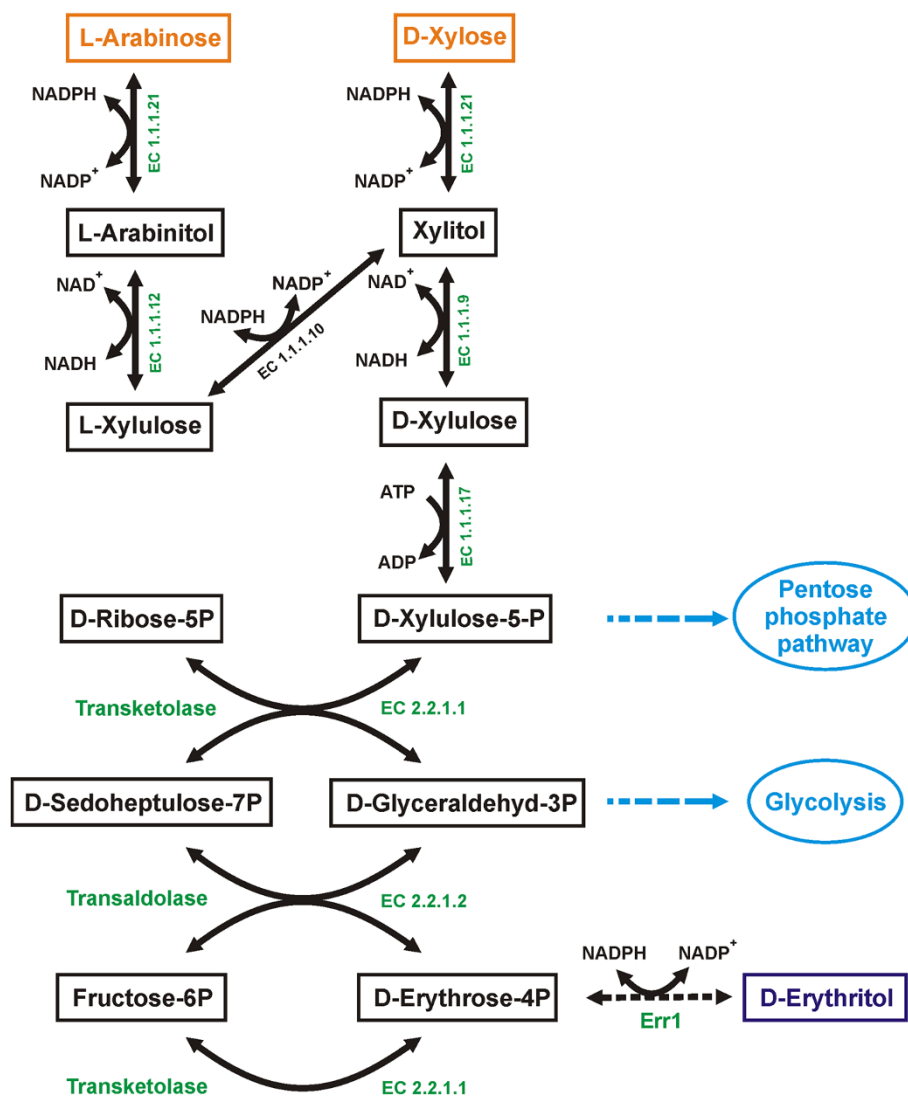 L-Arabinose
D-Xylose
NADPH
EC 1.1.1.21
NADP+
NADPH
EC 1.1.1.21
NADP+
L-Arabinitol
Xylitol
NAD+
EC 1.1.1.12
NADH
NADPH
NADP+
EC 1.1.1.10
NAD+
EC 1.1.1.9
NADH
L-Xylulose
D-Xylulose
ATP
EC 1.1.1.17
ADP
D-Ribose-5P
D-Xylulose-5-P
Pentose
phosphate
pathway
Transketolase
EC 2.2.1.1
D-Sedoheptulose-7P
D-Glyceraldehyd-3P
Glycolysis
Transaldolase
EC 2.2.1.2
NADPH
NADP+
Fructose-6P
D-Erythrose-4P
Err1
D-Erythritol
Transketolase
EC 2.2.1.1